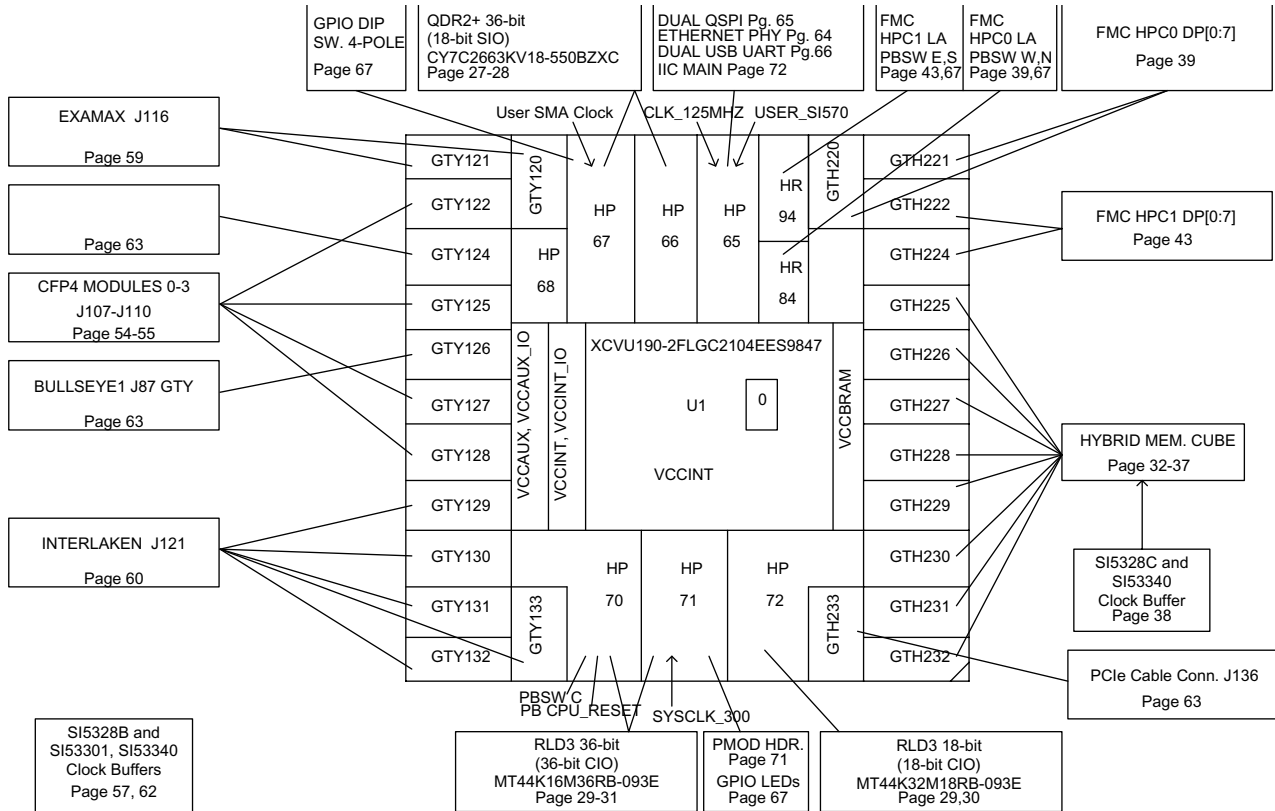 GPIO DIP
SW. 4-POLE
Page 67
QDR2+ 36-bit
(18-bit SIO)
CY7C2663KV18-550BZXC
Page 27-28
DUAL QSPI Pg. 65
ETHERNET PHY Pg. 64
DUAL USB UART Pg.66
IIC MAIN Page 72
FMC
HPC1 LA
PBSW E,S
Page 43,67
FMC
HPC0 LA
PBSW W,N
Page 39,67
FMC HPC0 DP[0:7]
Page 39
EXAMAX J116
Page 59
Page 63
CFP4 MODULES 0-3
J107-J110
Page 54-55
BULLSEYE1 J87 GTY
Page 63
INTERLAKEN J121
Page 60
SI5328B and
SI53301, SI53340
Clock Buffers
Page 57, 62
User SMA Clock
CLK_125MHZ
USER_SI570
GTY121
GTY122
GTY124
GTY125
GTY126
GTY127
GTY128
GTY129
GTY130
GTY131
GTY132
GTY120
HP
68
HP
67
HP
66
HP
65
HR
94
HR
84
GTH220
VCCAUX, VCCAUX_IO
VCCINT, VCCINT_IO
XCVU190-2FLGC2104EES9847
U1
0
VCCINT
VCCBRAM
GTY133
HP
70
HP
71
HP
72
GTH233
GTH221
GTH222
GTH224
GTH225
GTH226
GTH227
GTH228
GTH229
GTH230
GTH231
GTH232
FMC HPC1 DP[0:7]
Page 43
HYBRID MEM. CUBE
Page 32-37
SI5328C and
SI53340
Clock Buffer
Page 38
PCIe Cable Conn. J136
Page 63
PBSW C
PB CPU_RESET
SYSCLK_300
RLD3 36-bit
(36-bit CIO)
MT44K16M36RB-093E
Page 29-31
PMOD HDR.
Page 71
GPIO LEDs
Page 67
RLD3 18-bit
(18-bit CIO)
MT44K32M18RB-093E
Page 29,30